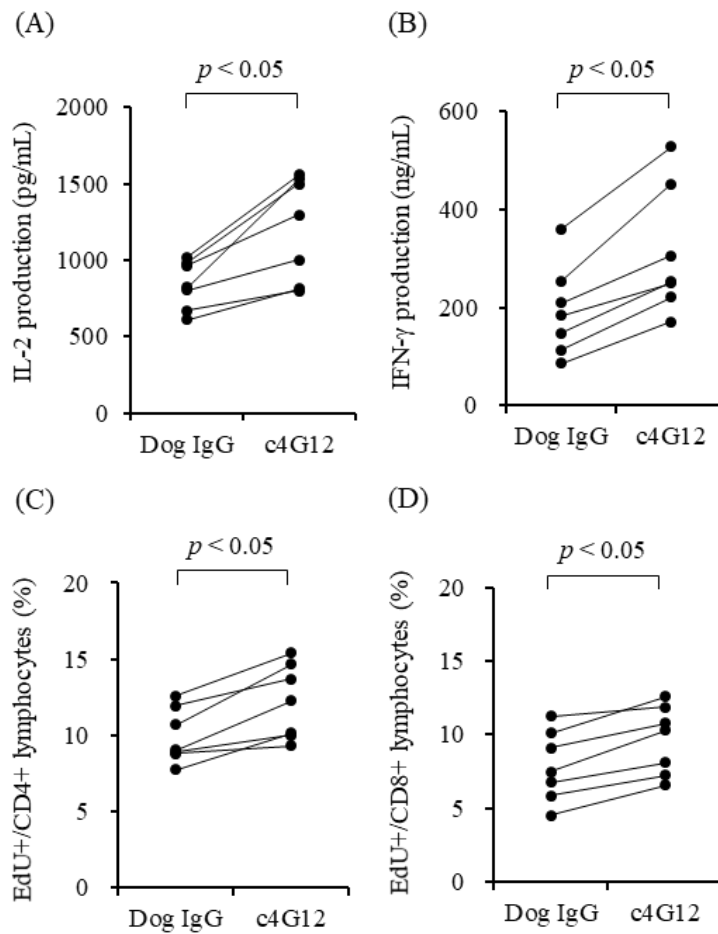 (A)
p < 0.05
IL-2 production (pg/mL)
2000
1500
1000
500
0
Dog IgG c4G12
(B)
p < 0.05
IFN-γ production (ng/mL)
600
400
200
0
Dog IgG c4G12
(C)
p < 0.05
EdU+/CD4+ lymphocytes (%)
20
15
10
5
0
Dog IgG c4G12
(D)
p < 0.05
EdU+/CD8+ lymphocytes (%)
20
15
10
5
0
Dog IgG c4G12